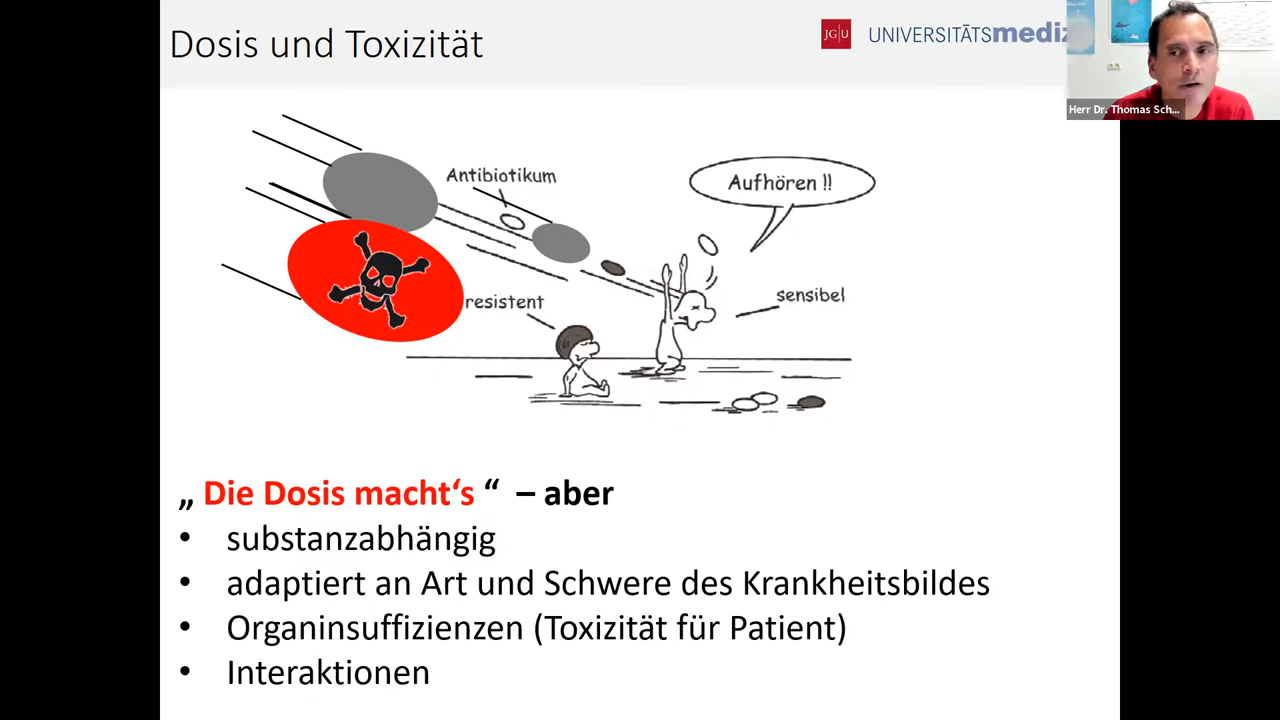 Dosis und Toxizität
JG|U UNIVERSITÄTSmediz
Herr Dr. Thomas Sch...
Antibiotikum
Aufhören !!
resistent
sensibel
„ Die Dosis macht‘s “ – aber
• substanzabhängig
• adaptiert an Art und Schwere des Krankheitsbildes
• Organinsuffizienzen (Toxizität für Patient)
• Interaktionen